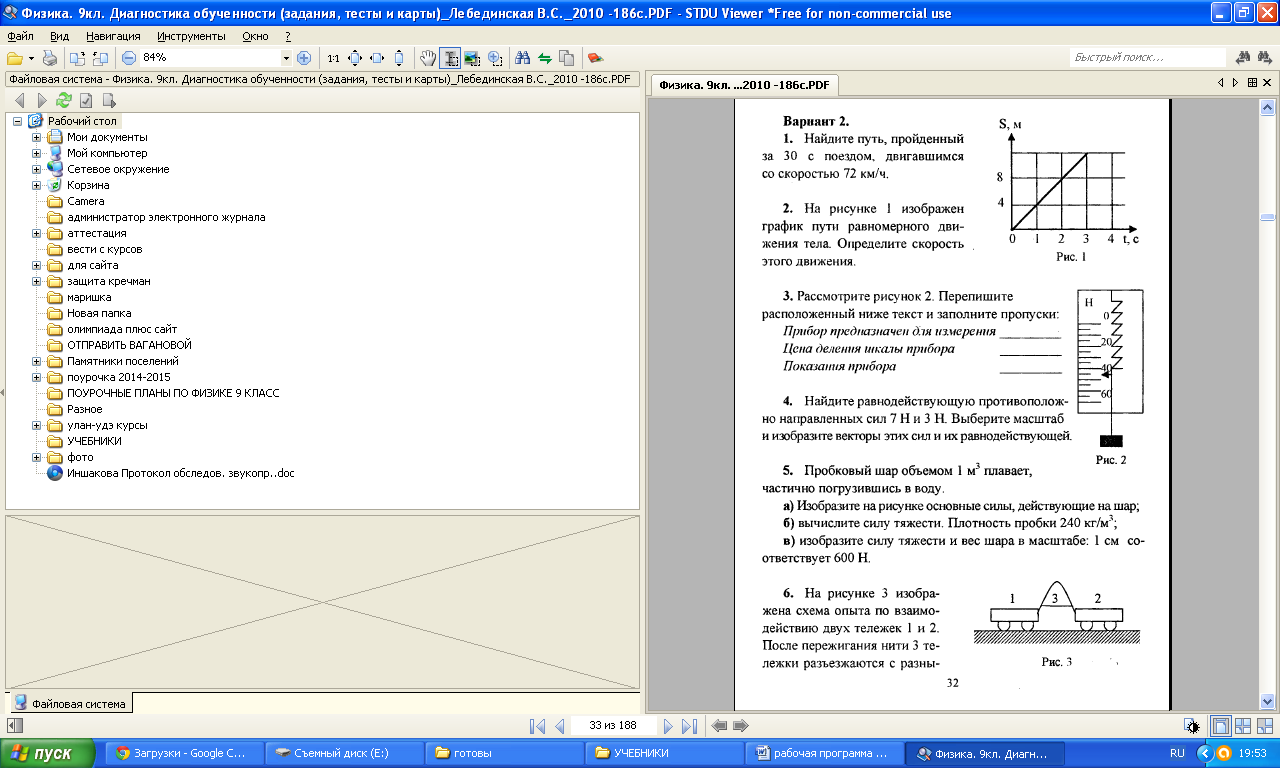 Физика. 9кл. Диагностика обученности (задания, тесты и карты)_Лебединская В.С._2010 -186с.PDF - STDU Viewer *Free for non-commercial use
Файл Вид Навигация Инструменты Окно ?
84% 1:1 Быстрый поиск...
Файловая система - Физика. 9кл. Диагностика обученности (задания, тесты и карты)_Лебединская В.С._2010 -186с.PDF
Рабочий стол
Мои документы
Мой компьютер
Сетевое окружение
Корзина
Camera
администратор электронного журнала
аттестация
вести с курсов
для сайта
защита кречман
маришка
Новая папка
олимпиада плюс сайт
ОТПРАВИТЬ ВАГАНОВОЙ
Памятники поселений
поурочка 2014-2015
ПОУРОЧНЫЕ ПЛАНЫ ПО ФИЗИКЕ 9 КЛАСС
Разное
улан-удэ курсы
УЧЕБНИКИ
фото
Иншакова Протокол обследов. звукопр..doc
Файловая система
Физика. 9кл. ...2010 -186с.PDF
Вариант 2.
1. Найдите путь, пройденный
за 30 с поездом, двигавшимся
со скоростью 72 км/ч.
2. На рисунке 1 изображен
график пути равномерного дви-
жения тела. Определите скорость
этого движения.
S, м
8
4
0 1 2 3 4 t, с
Рис. 1
3. Рассмотрите рисунок 2. Перепишите
расположенный ниже текст и заполните пропуски:
Прибор предназначен для измерения
Цена деления шкалы прибора
Показания прибора
Н
0
20
40
60
Рис. 2
4. Найдите равнодействующую противополож-
но направленных сил 7 Н и 3 Н. Выберите масштаб
и изобразите векторы этих сил и их равнодействующей.
5. Пробковый шар объемом 1 м³ плавает,
частично погрузившись в воду.
а) Изобразите на рисунке основные силы, действующие на шар;
б) вычислите силу тяжести. Плотность пробки 240 кг/м³;
в) изобразите силу тяжести и вес шара в масштабе: 1 см со-
ответствует 600 Н.
6. На рисунке 3 изобра-
жена схема опыта по взаимо-
действию двух тележек 1 и 2.
После пережигания нити 3 те-
лежки разъезжаются с разны-
1 3 2
Рис. 3
32
33 из 188
пуск Загрузки - Google C... Съемный диск (E:) готовы УЧЕБНИКИ рабочая программа ... Физика. 9кл. Диагн... RU 19:53